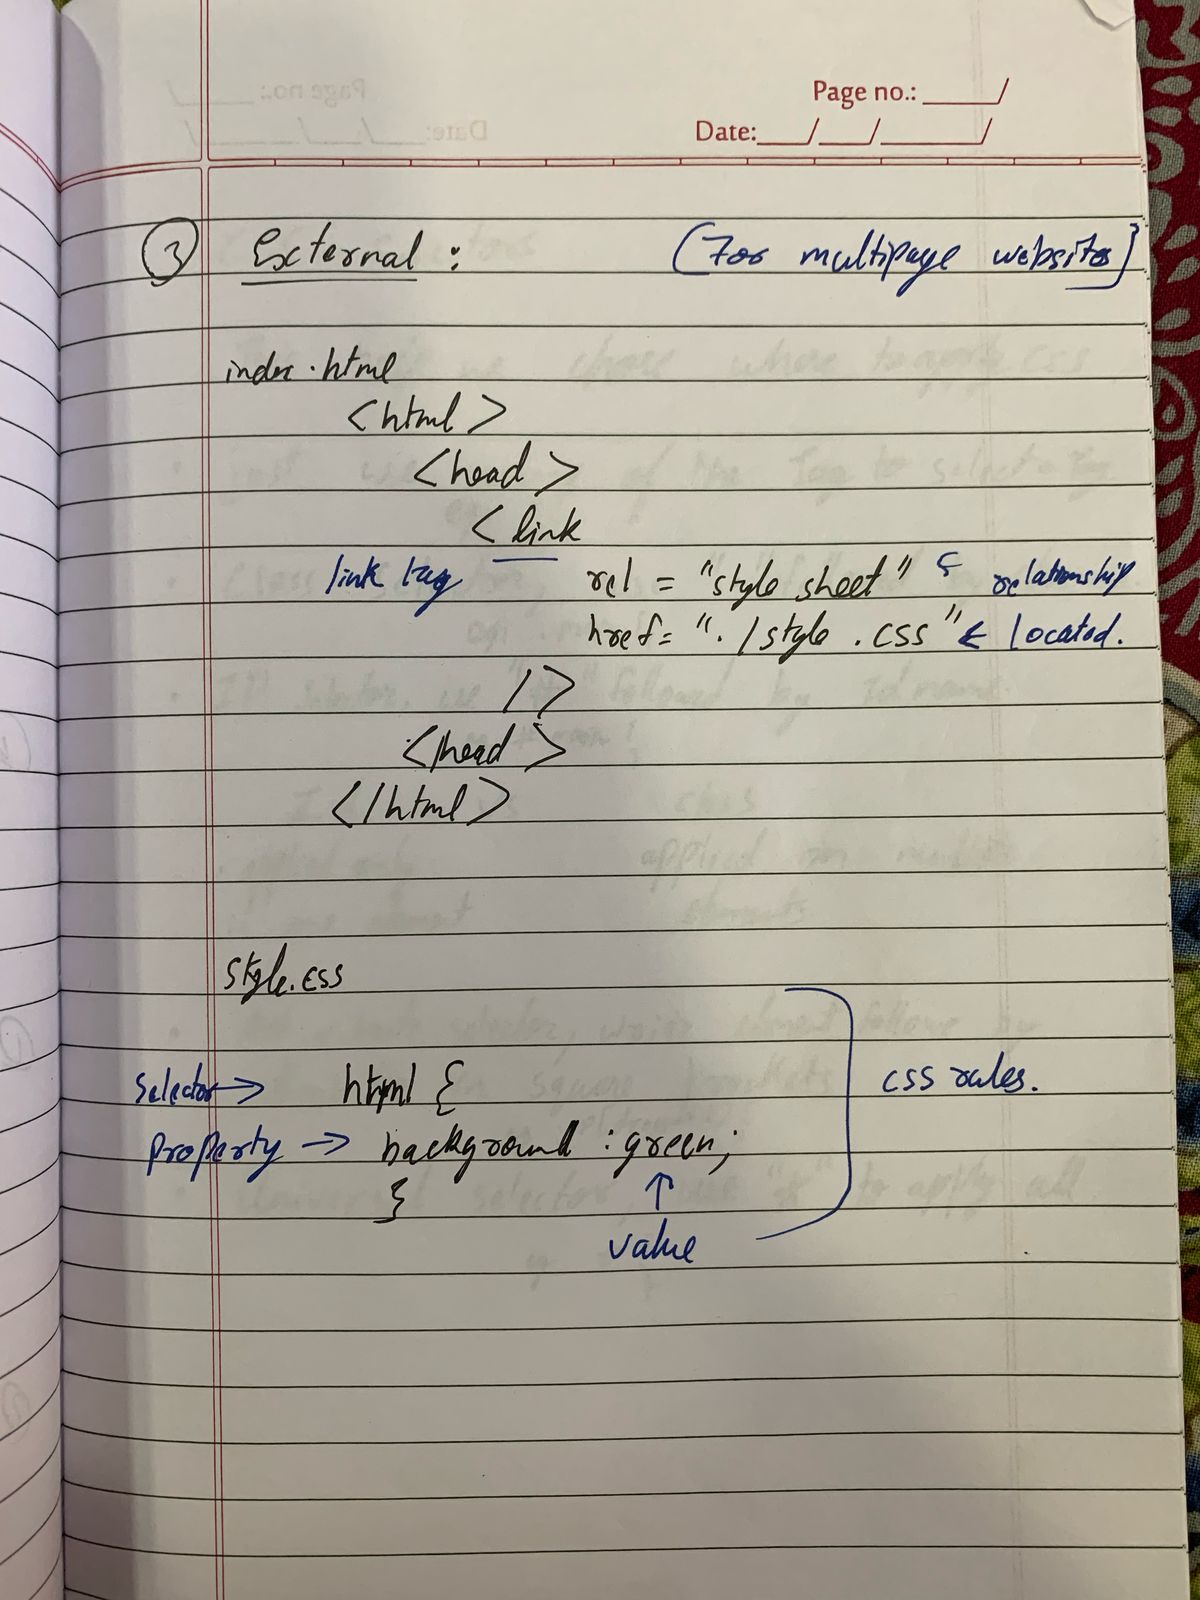 Page no.: ____/
Date:___/___/_____/
3 External : (For multipage websites]
index.html
<html>
<head>
<link
link tag rel = "style sheet" ← relationship
href= "./style.css" ← located.
/>
</head>
</html>
style.css
selector→ html {
property → background : green;
}
↑
value
css rules.